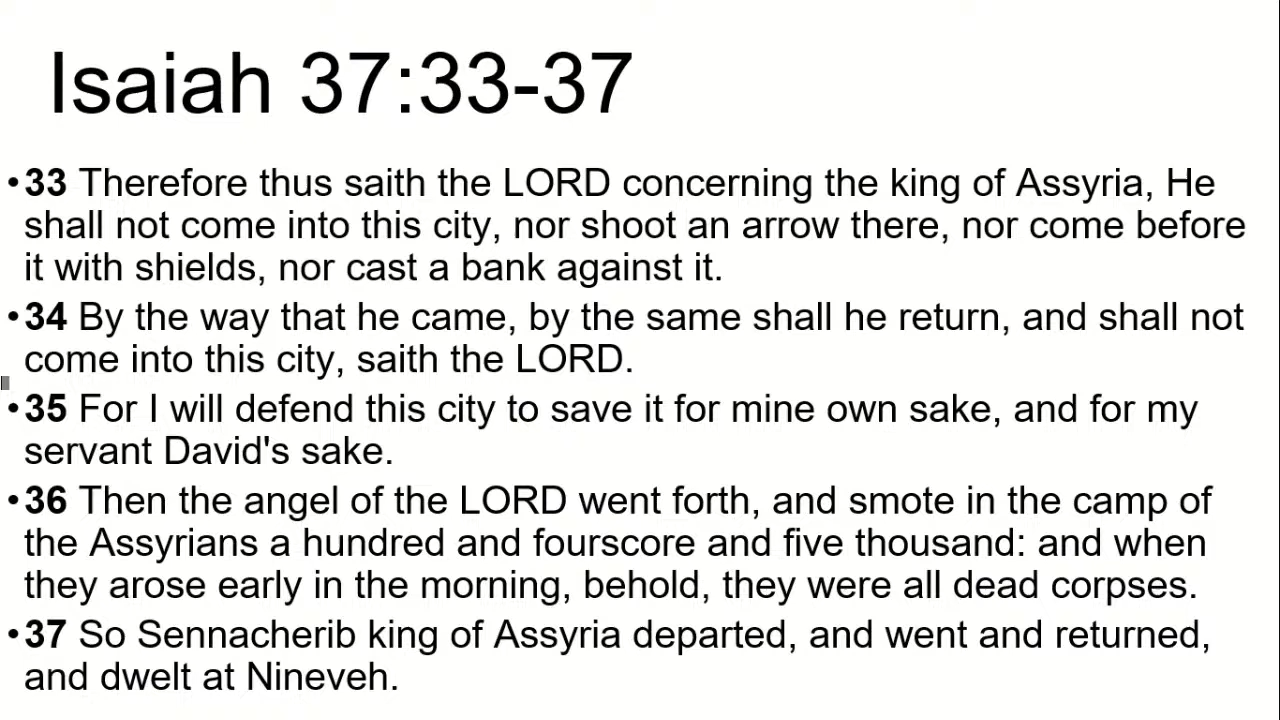 Isaiah 37:33-37
•33 Therefore thus saith the LORD concerning the king of Assyria, He
shall not come into this city, nor shoot an arrow there, nor come before
it with shields, nor cast a bank against it.
•34 By the way that he came, by the same shall he return, and shall not
come into this city, saith the LORD.
•35 For I will defend this city to save it for mine own sake, and for my
servant David's sake.
•36 Then the angel of the LORD went forth, and smote in the camp of
the Assyrians a hundred and fourscore and five thousand: and when
they arose early in the morning, behold, they were all dead corpses.
•37 So Sennacherib king of Assyria departed, and went and returned,
and dwelt at Nineveh.